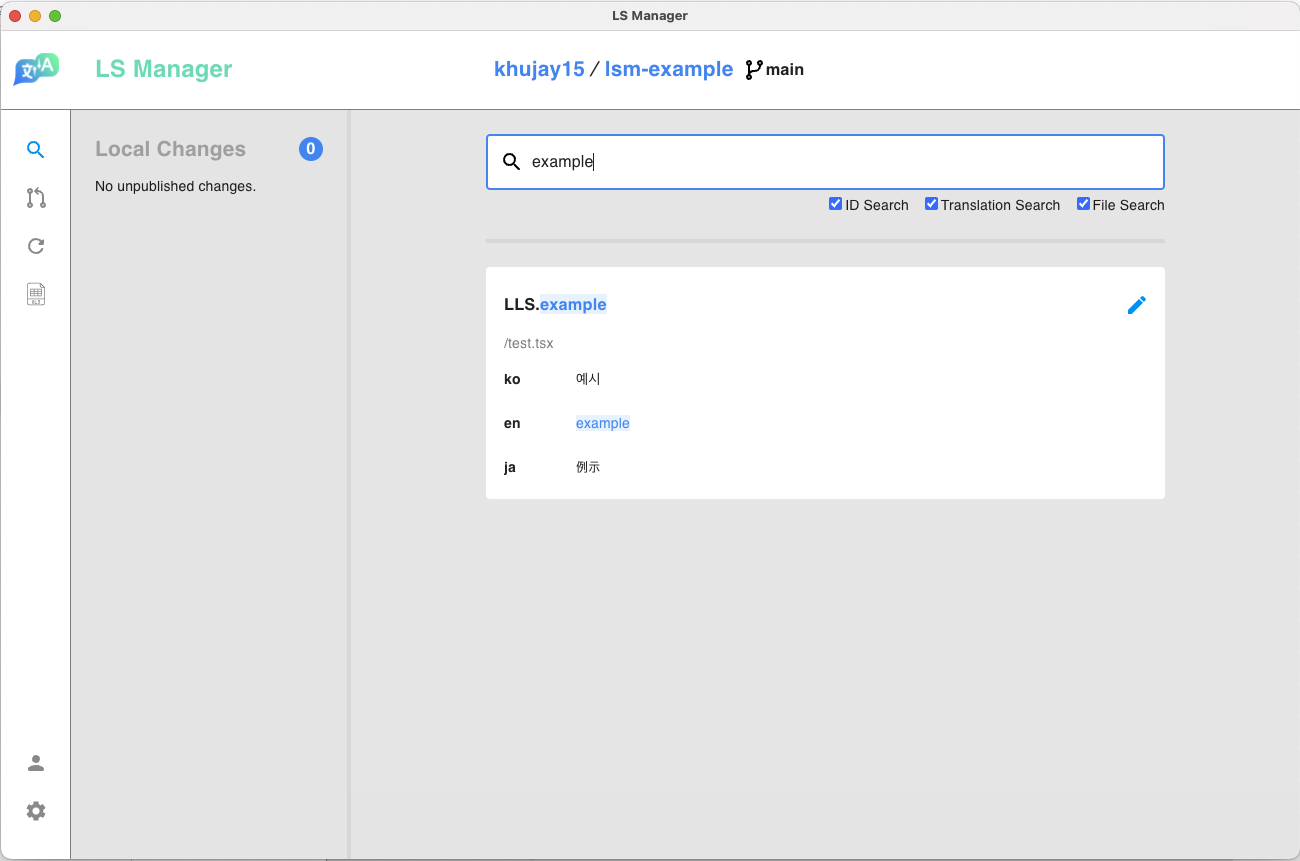 LS Manager
文A
LS Manager
khujay15 / lsm-example main
Local Changes 0
No unpublished changes.
example
ID Search Translation Search File Search
LLS.example
/test.tsx
ko 예시
en example
ja 例示
XLS